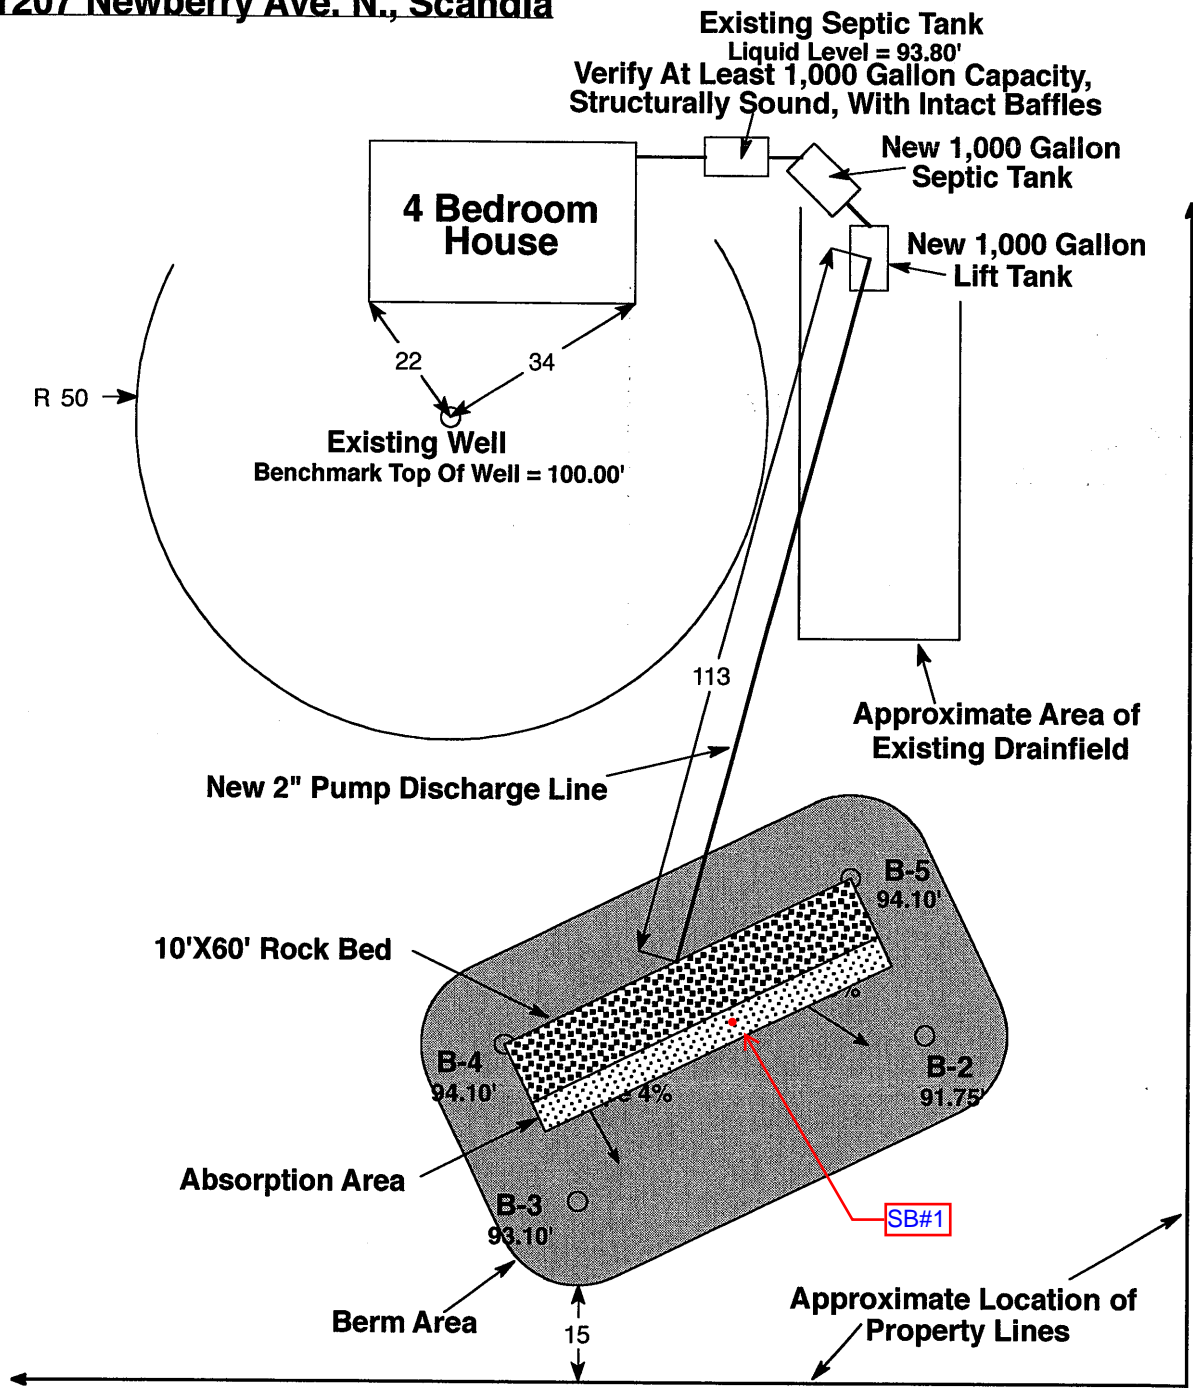 Newberry Ave. N., Scandia
Existing Septic Tank
Liquid Level = 93.80'
Verify At Least 1,000 Gallon Capacity,
Structurally Sound, With Intact Baffles
New 1,000 Gallon
Septic Tank
4 Bedroom
House
New 1,000 Gallon
Lift Tank
22
34
R 50
Existing Well
Benchmark Top Of Well = 100.00'
113
Approximate Area of
Existing Drainfield
New 2" Pump Discharge Line
B-5
94.10'
10'X60' Rock Bed
%
B-4
94.10'
4%
B-2
91.75'
Absorption Area
B-3
93.10'
SB#1
Berm Area
15
Approximate Location of
Property Lines